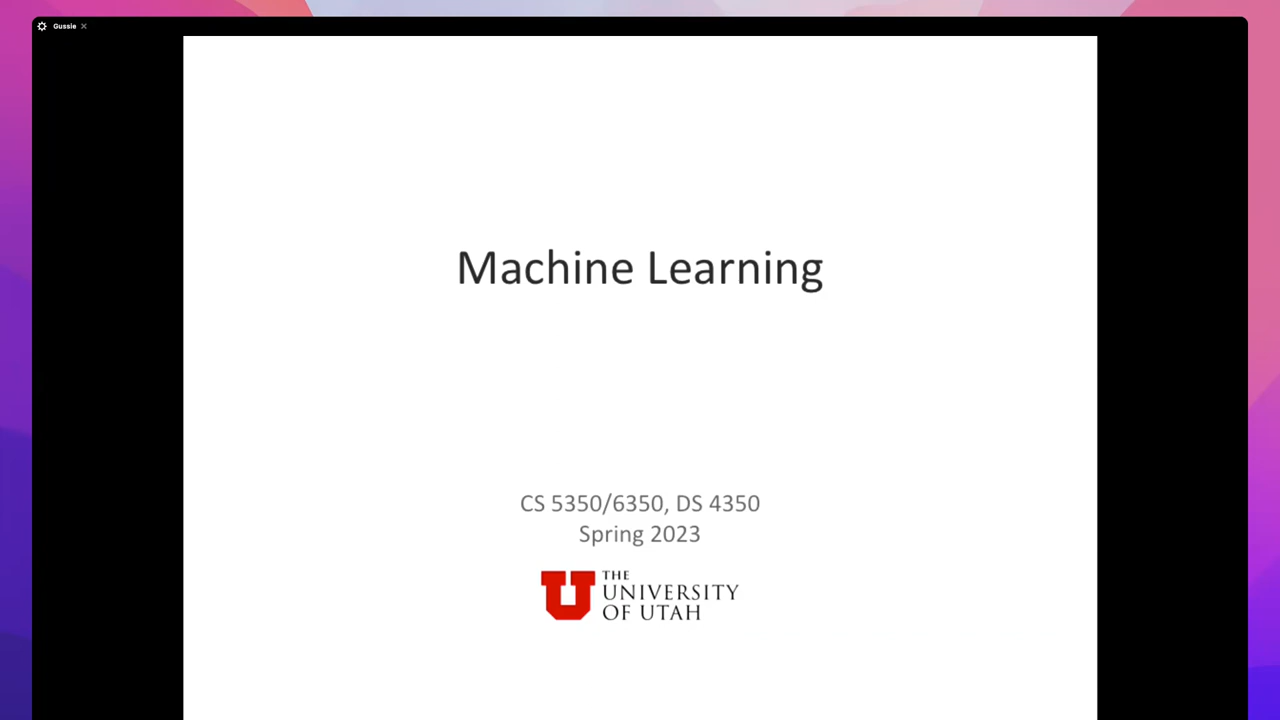 Gussie
Machine Learning
CS 5350/6350, DS 4350
Spring 2023
THE
UNIVERSITY
OF UTAH